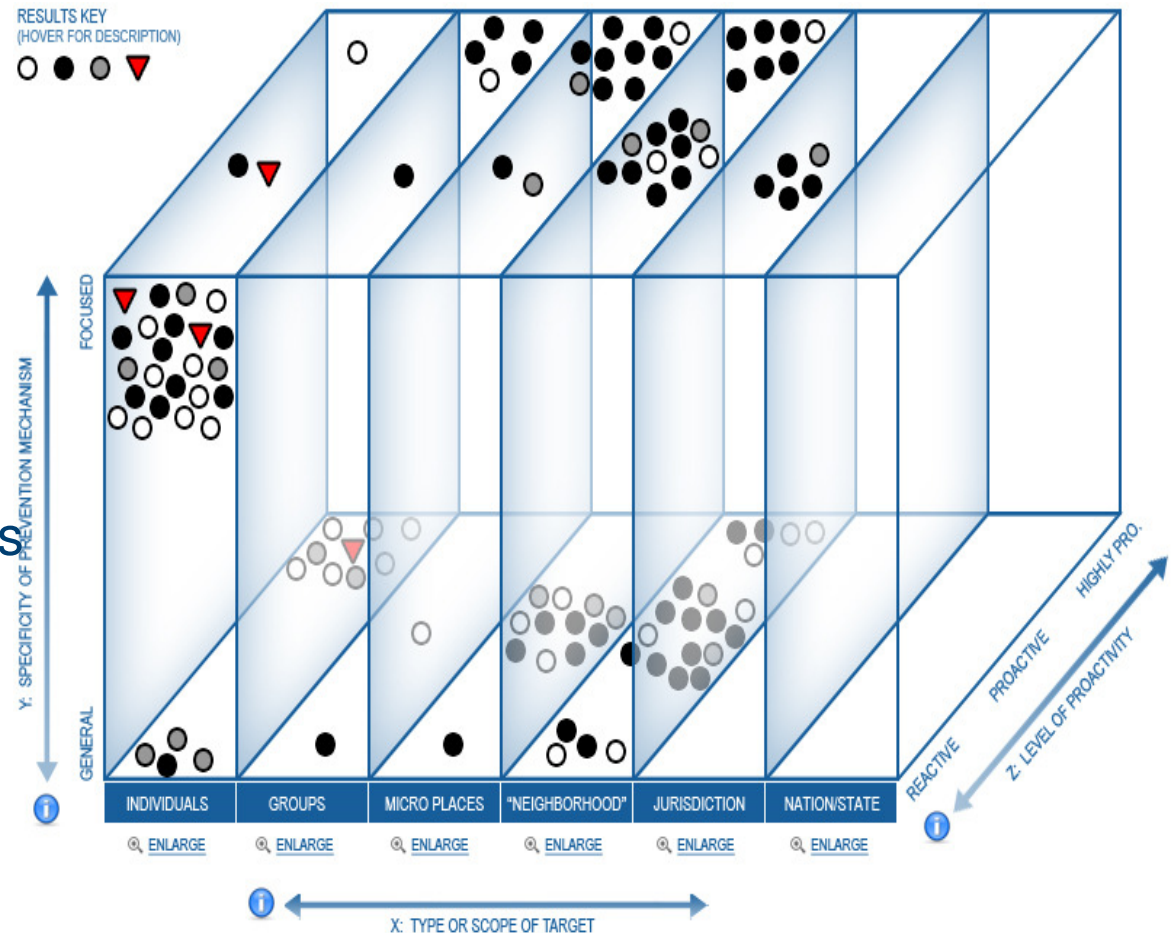 RESULTS KEY
(HOVER FOR DESCRIPTION)
FOCUSED
Y: SPECIFICITY OF PREVENTION MECHANISM
s
GENERAL
HIGHLY PRO.
PROACTIVE
REACTIVE
Z: LEVEL OF PROACTIVITY
INDIVIDUALS GROUPS MICRO PLACES "NEIGHBORHOOD" JURISDICTION NATION/STATE
i i
ENLARGE ENLARGE ENLARGE ENLARGE ENLARGE ENLARGE
i
X: TYPE OR SCOPE OF TARGET